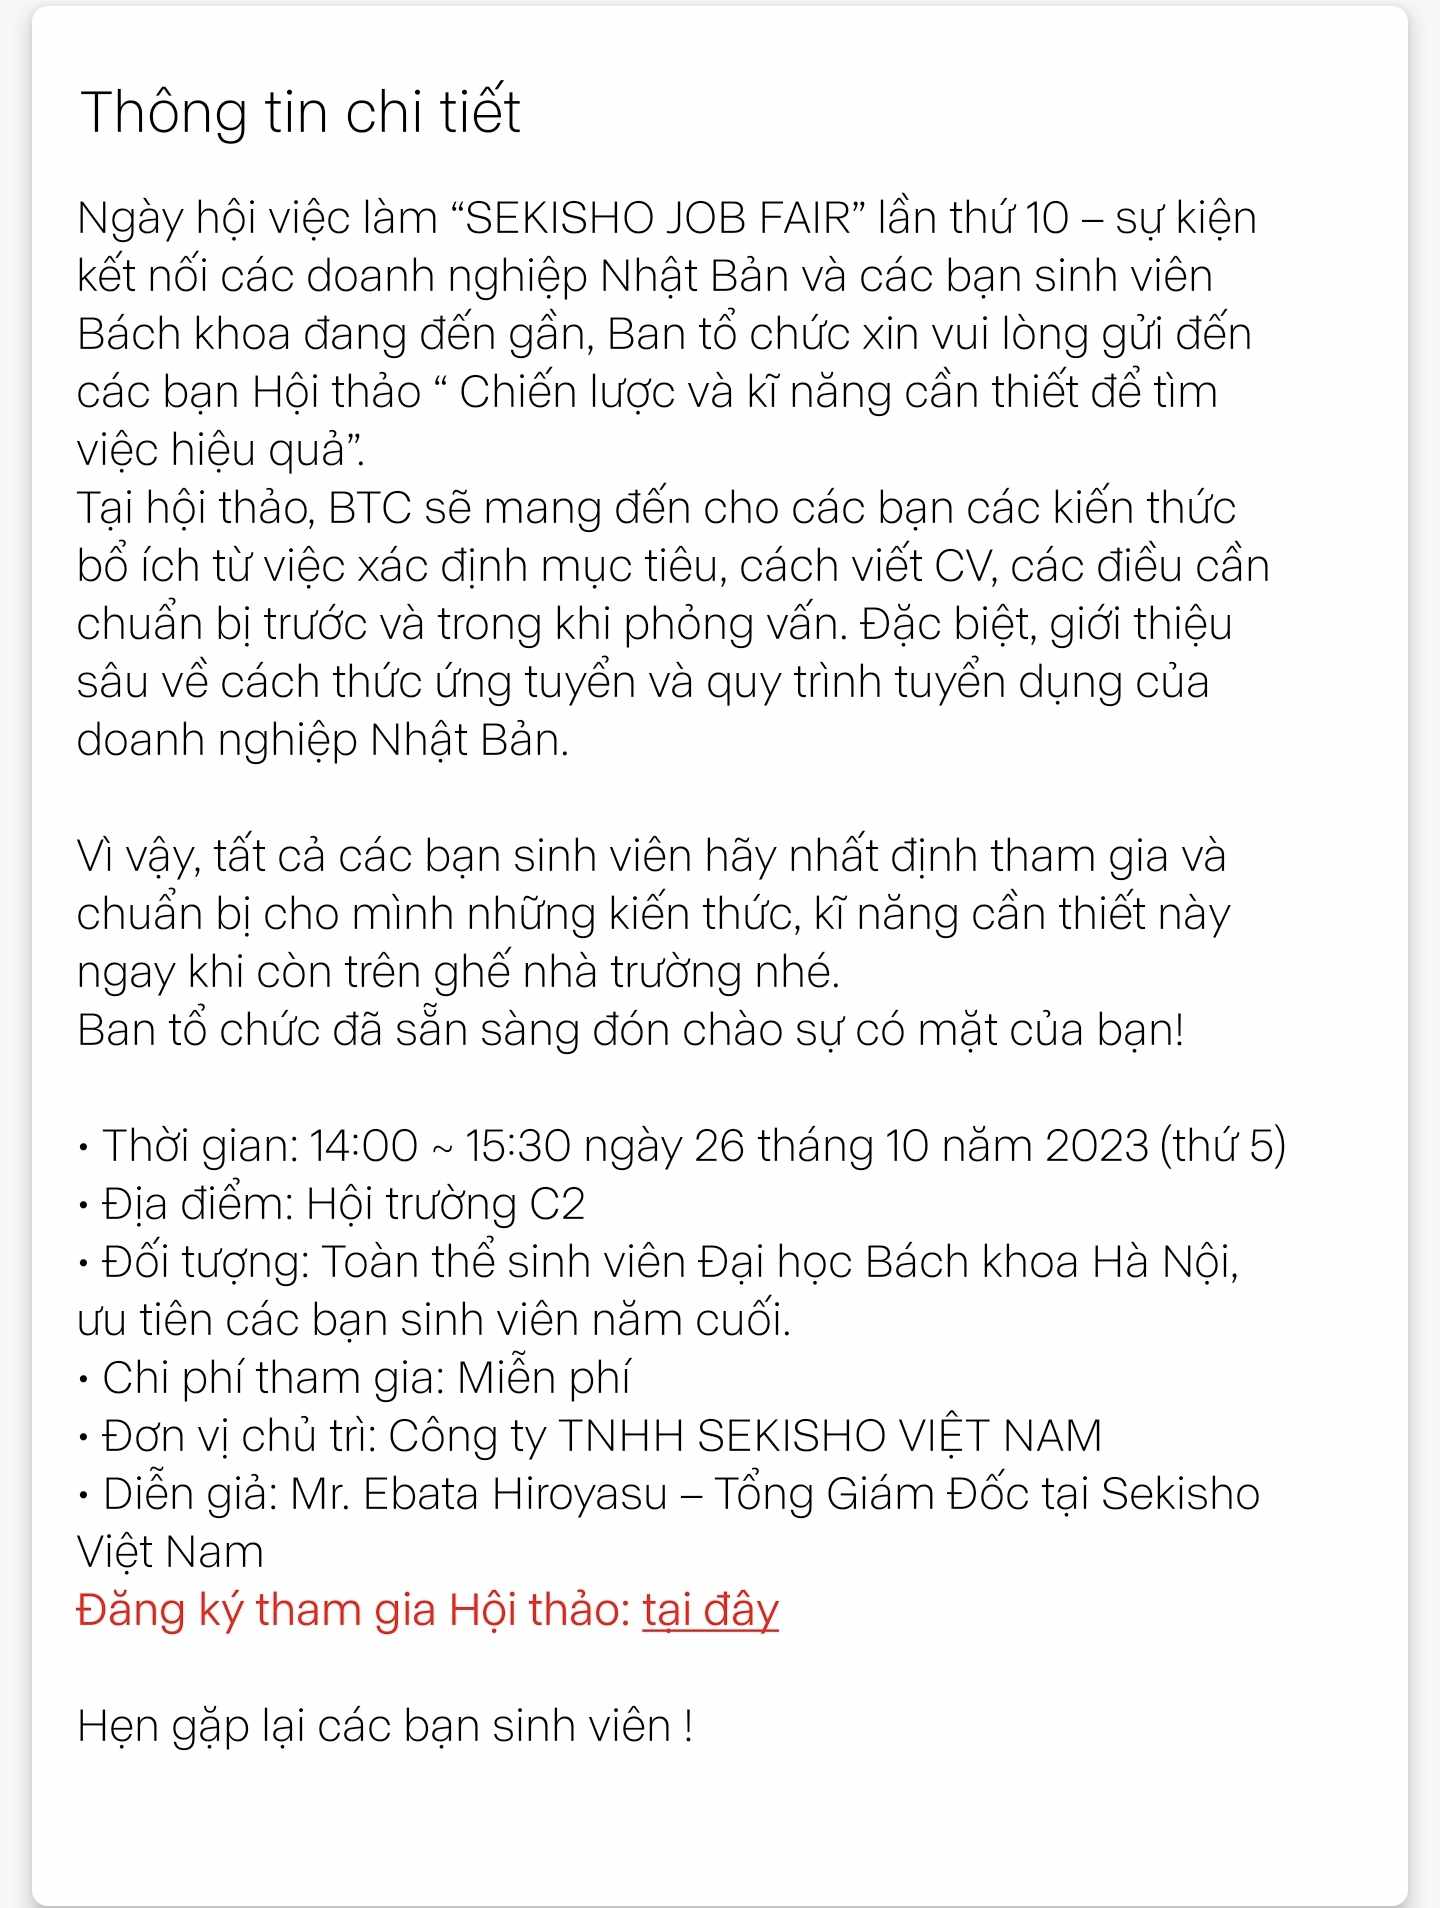 Thông tin chi tiết
Ngày hội việc làm “SEKISHO JOB FAIR” lần thứ 10 – sự kiện
kết nối các doanh nghiệp Nhật Bản và các bạn sinh viên
Bách khoa đang đến gần, Ban tổ chức xin vui lòng gửi đến
các bạn Hội thảo “ Chiến lược và kĩ năng cần thiết để tìm
việc hiệu quả”.
Tại hội thảo, BTC sẽ mang đến cho các bạn các kiến thức
bổ ích từ việc xác định mục tiêu, cách viết CV, các điều cần
chuẩn bị trước và trong khi phỏng vấn. Đặc biệt, giới thiệu
sâu về cách thức ứng tuyển và quy trình tuyển dụng của
doanh nghiệp Nhật Bản.
Vì vậy, tất cả các bạn sinh viên hãy nhất định tham gia và
chuẩn bị cho mình những kiến thức, kĩ năng cần thiết này
ngay khi còn trên ghế nhà trường nhé.
Ban tổ chức đã sẵn sàng đón chào sự có mặt của bạn!
• Thời gian: 14:00 ~ 15:30 ngày 26 tháng 10 năm 2023 (thứ 5)
• Địa điểm: Hội trường C2
• Đối tượng: Toàn thể sinh viên Đại học Bách khoa Hà Nội,
ưu tiên các bạn sinh viên năm cuối.
• Chi phí tham gia: Miễn phí
• Đơn vị chủ trì: Công ty TNHH SEKISHO VIỆT NAM
• Diễn giả: Mr. Ebata Hiroyasu – Tổng Giám Đốc tại Sekisho
Việt Nam
Đăng ký tham gia Hội thảo: tại đây
Hẹn gặp lại các bạn sinh viên !